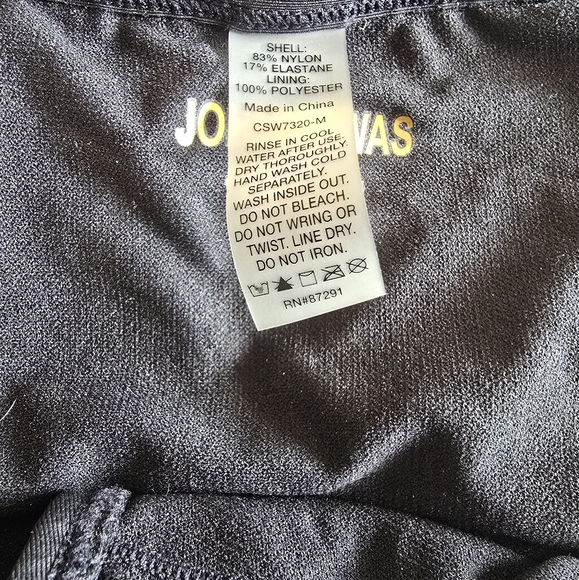 SHELL:
83% NYLON
17% ELASTANE
LINING:
100% POLYESTER
Made in China
CSW7320-M
RINSE IN COOL
WATER AFTER USE.
DRY THOROUGHLY.
HAND WASH COLD
SEPARATELY.
WASH INSIDE OUT.
DO NOT BLEACH.
DO NOT WRING OR
TWIST. LINE DRY.
DO NOT IRON.
RN#87291